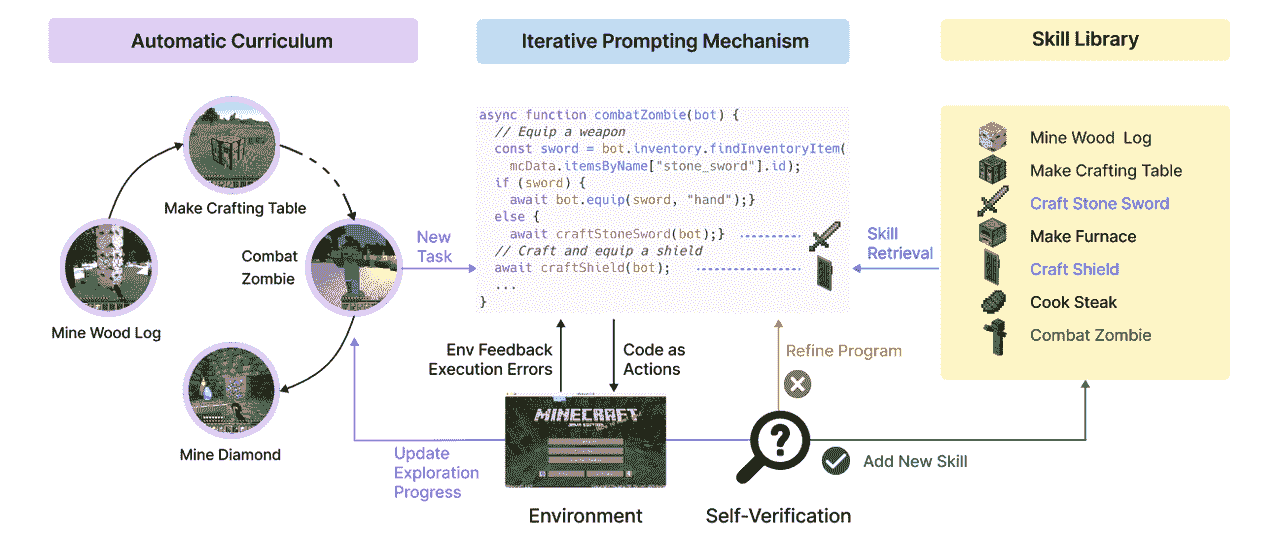 Automatic Curriculum
Iterative Prompting Mechanism
Skill Library
Make Crafting Table
Mine Wood Log
Combat
Zombie
Mine Diamond
New
Task
async function combatZombie(bot) {
// Equip a weapon
const sword = bot.inventory.findInventoryItem(
mcData.itemsByName["stone_sword"].id);
if (sword) {
await bot.equip(sword, "hand");}
else {
await craftStoneSword(bot);}
// Craft and equip a shield
await craftShield(bot);
...
}
Skill
Retrieval
Mine Wood Log
Make Crafting Table
Craft Stone Sword
Make Furnace
Craft Shield
Cook Steak
Combat Zombie
Env Feedback
Execution Errors
Code as
Actions
Refine Program
MINECRAFT
?
Update
Exploration
Progress
Add New Skill
Environment
Self-Verification